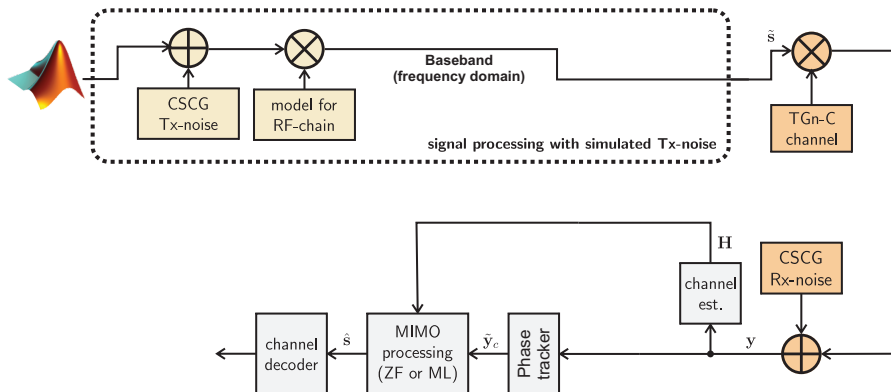 Baseband
(frequency domain)
s̃
CSCG
Tx-noise
model for
RF-chain
TGn-C
channel
signal processing with simulated Tx-noise
H
CSCG
Rx-noise
channel
est.
channel
decoder
ŝ
MIMO
processing
(ZF or ML)
ỹc
Phase
tracker
y